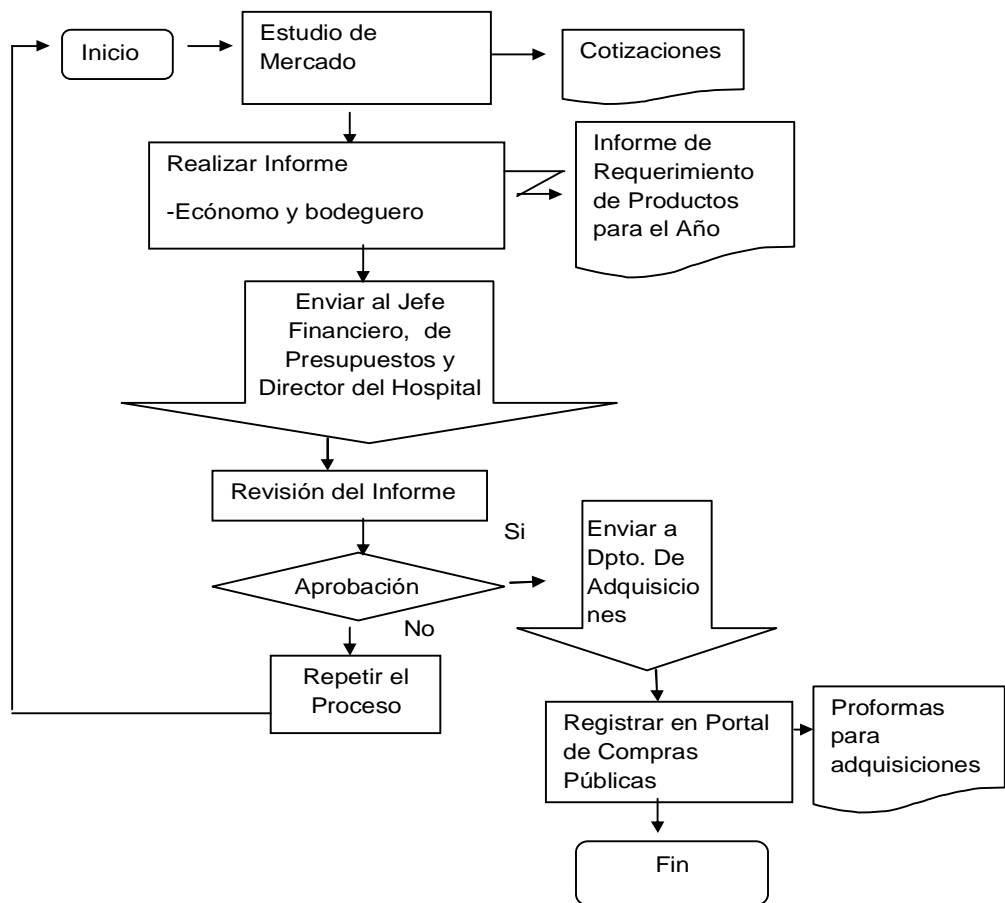 Inicio
Estudio de
Mercado
Cotizaciones
Realizar Informe
-Ecónomo y bodeguero
Informe de
Requerimiento
de Productos
para el Año
Enviar al Jefe
Financiero, de
Presupuestos y
Director del Hospital
Revisión del Informe
Si
Aprobación
No
Enviar a
Dpto. De
Adquisicio
nes
Repetir el
Proceso
Registrar en Portal
de Compras
Públicas
Proformas
para
adquisiciones
Fin